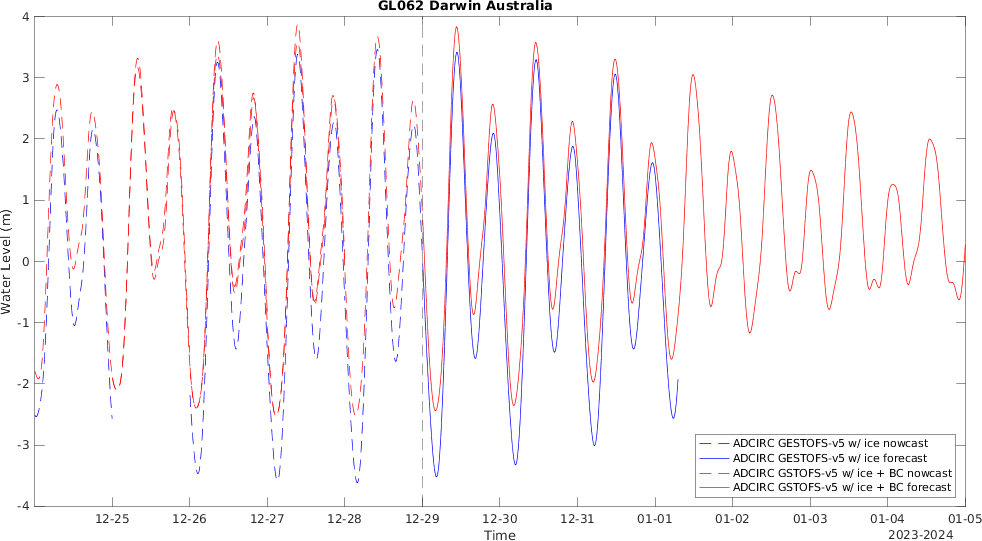 GL062 Darwin Australia
4
3
2
1
0
-1
-2
-3
-4
Water Level (m)
ADCIRC GESTOFS-v5 w/ ice nowcast
ADCIRC GESTOFS-v5 w/ ice forecast
ADCIRC GSTOFS-v5 w/ ice + BC nowcast
ADCIRC GSTOFS-v5 w/ ice + BC forecast
12-25 12-26 12-27 12-28 12-29 12-30 12-31 01-01 01-02 01-03 01-04 01-05
Time
2023-2024